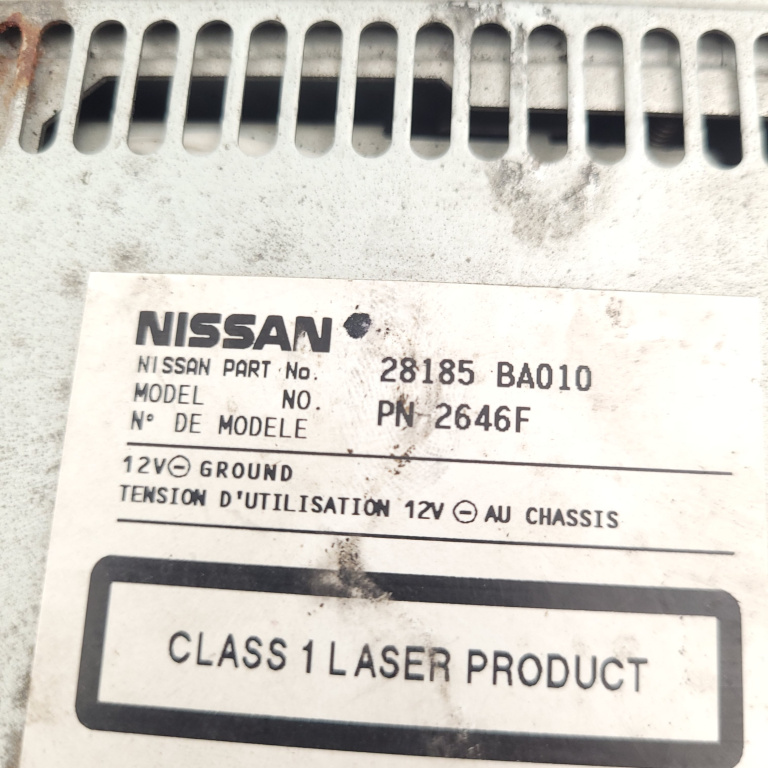 NISSAN
NISSAN PART No. 28185 BA010
MODEL NO. PN-2646F
N° DE MODELE
12V⊖ GROUND
TENSION D'UTILISATION 12V ⊖ AU CHASSIS
CLASS 1 LASER PRODUCT